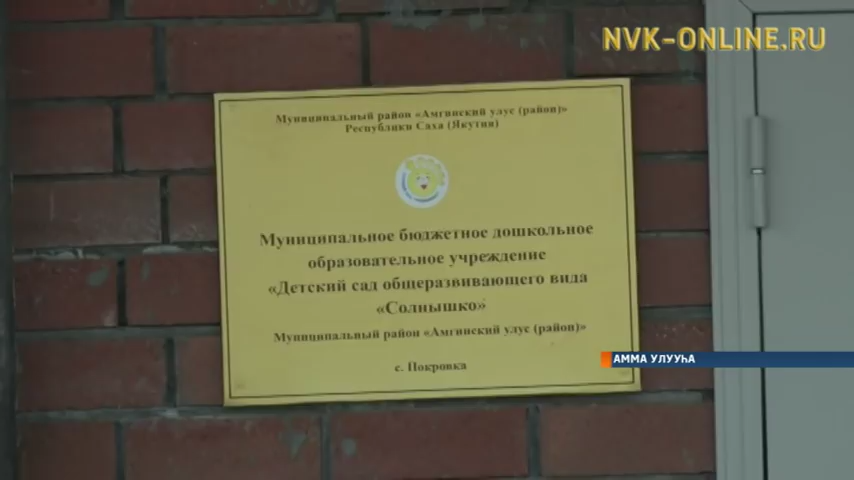 NVK-ONLINE.RU
Муниципальный район «Амгинский улус (район)»
Республики Саха (Якутия)
Муниципальное бюджетное дошкольное
образовательное учреждение
«Детский сад общеразвивающего вида
«Солнышко»
Муниципальный район «Амгинский улус (район)»
с. Покровка
АММА УЛУУҺА